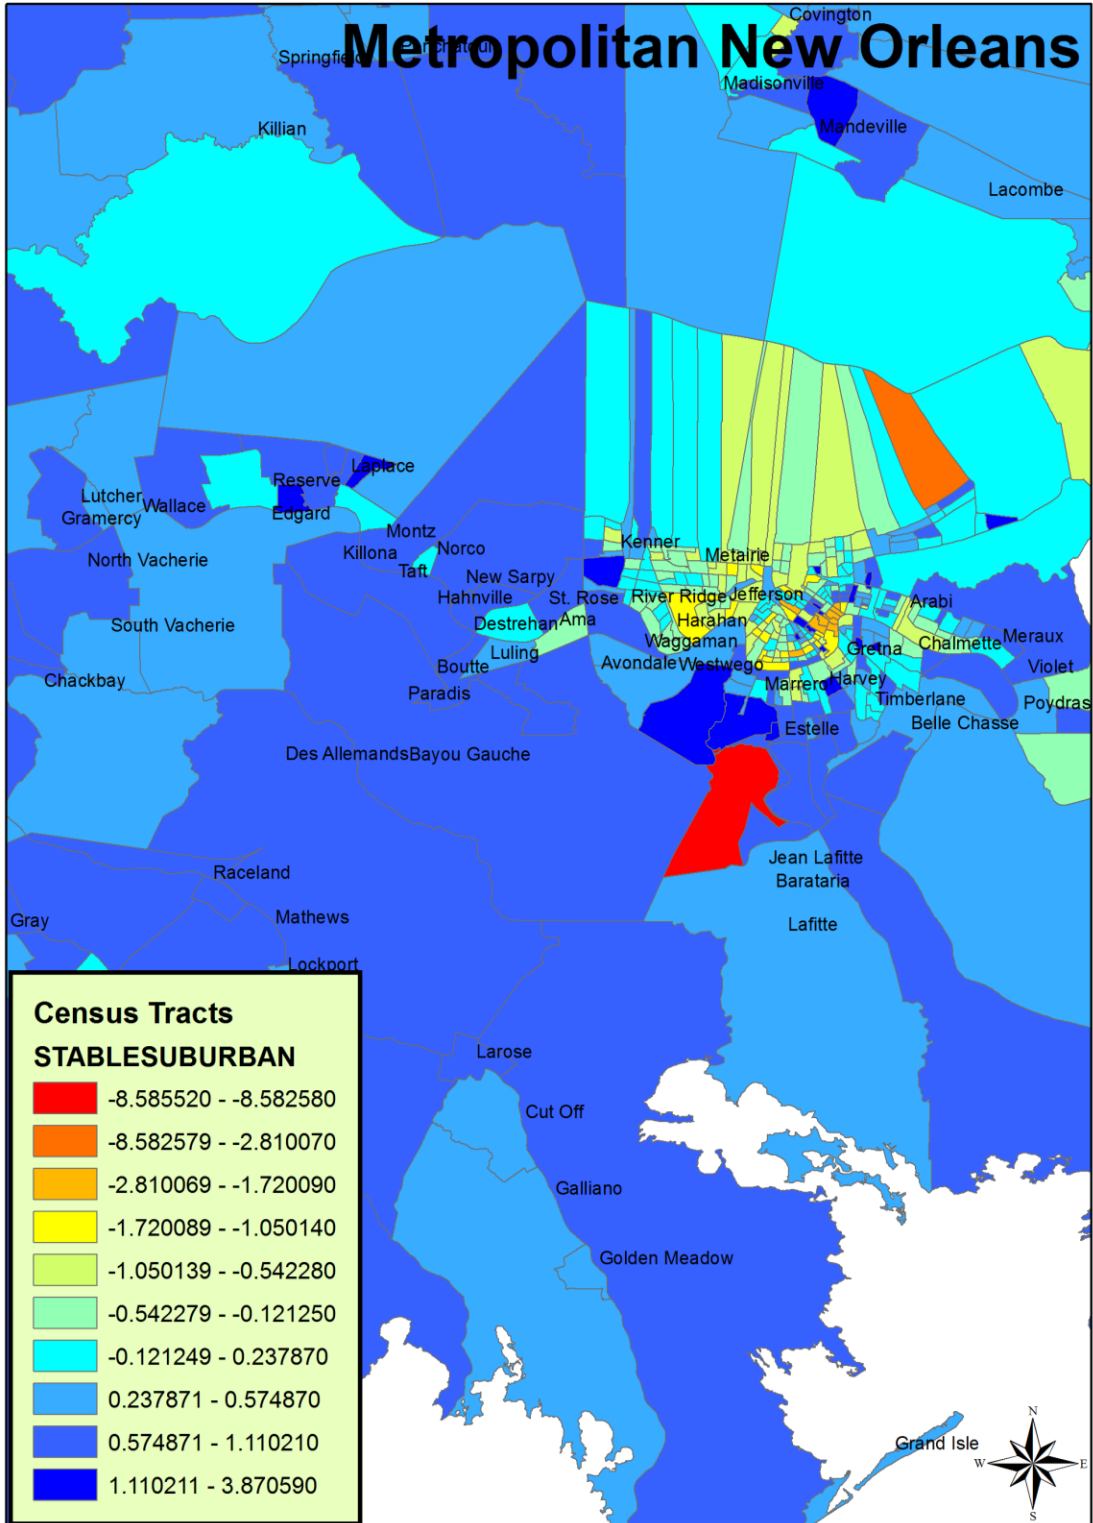 Covington
Metropolitan New Orleans
Springfield
Ponchatoula
Madisonville
Killian
Mandeville
Lacombe
Laplace
Reserve
Lutcher
Wallace
Gramercy
Edgard
Montz
Kenner
Killona
Norco
Metairie
North Vacherie
Taft
New Sarpy
Hahnville
St. Rose
River Ridge
Jefferson
Arabi
South Vacherie
Destrehan
Ama
Harahan
Waggaman
Gretna
Chalmette
Meraux
Luling
Boutte
Avondale
Westwego
Violet
Chackbay
Paradis
Marrero
Harvey
Timberlane
Poydras
Belle Chasse
Estelle
Des Allemands
Bayou Gauche
Jean Lafitte
Raceland
Barataria
Gray
Mathews
Lafitte
Lockport
Census Tracts
STABLESUBURBAN
-8.585520 - -8.582580
-8.582579 - -2.810070
-2.810069 - -1.720090
-1.720089 - -1.050140
-1.050139 - -0.542280
-0.542279 - -0.121250
-0.121249 - 0.237870
0.237871 - 0.574870
0.574871 - 1.110210
1.110211 - 3.870590
Larose
Cut Off
Galliano
Golden Meadow
Grand Isle
N
W
E
S